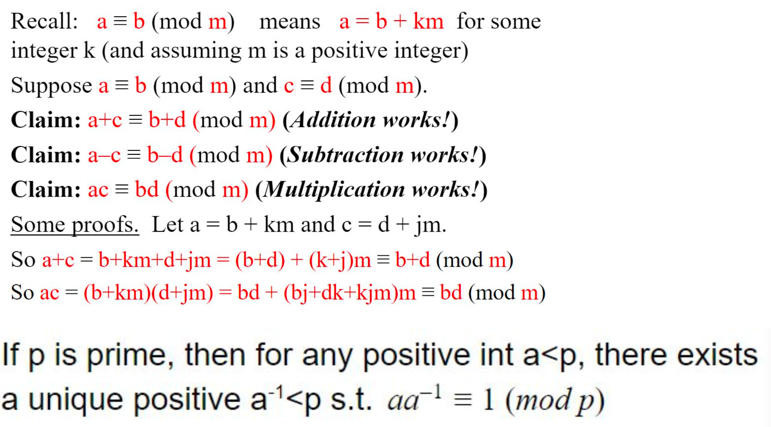 Recall: a ≡ b (mod m) means a = b + km for some
integer k (and assuming m is a positive integer)
Suppose a ≡ b (mod m) and c ≡ d (mod m).
Claim: a+c ≡ b+d (mod m) (Addition works!)
Claim: a–c ≡ b–d (mod m) (Subtraction works!)
Claim: ac ≡ bd (mod m) (Multiplication works!)
Some proofs. Let a = b + km and c = d + jm.
So a+c = b+km+d+jm = (b+d) + (k+j)m ≡ b+d (mod m)
So ac = (b+km)(d+jm) = bd + (bj+dk+kjm)m ≡ bd (mod m)
If p is prime, then for any positive int a<p, there exists
a unique positive a⁻¹<p s.t. aa⁻¹ ≡ 1 (mod p)